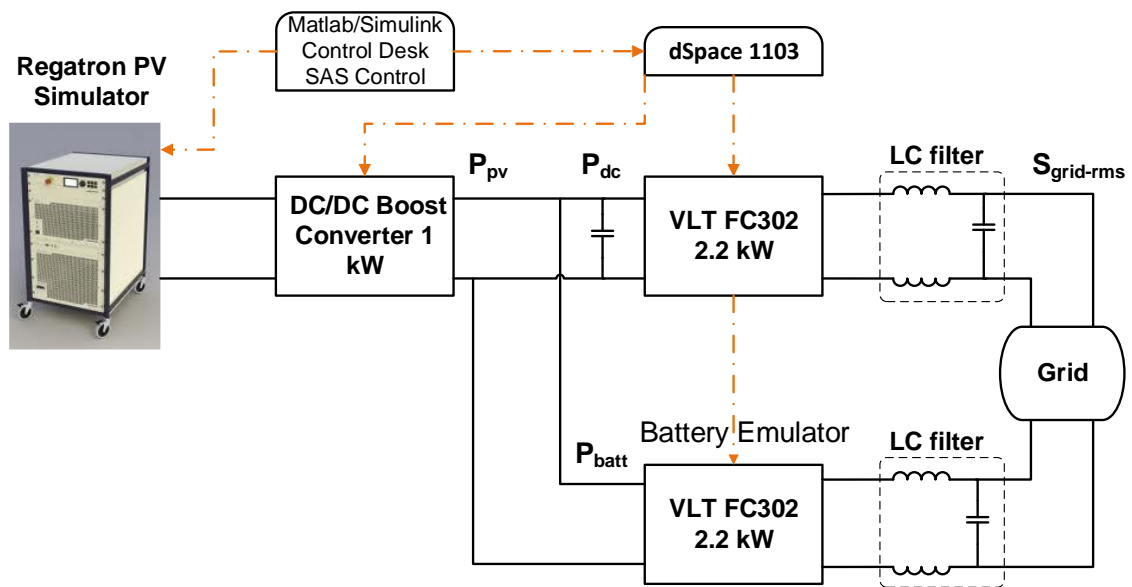 Matlab/Simulink
Control Desk
SAS Control
dSpace 1103
Regatron PV
Simulator
P_pv
P_dc
LC filter
S_grid-rms
DC/DC Boost
Converter 1
kW
VLT FC302
2.2 kW
Grid
Battery Emulator
LC filter
P_batt
VLT FC302
2.2 kW